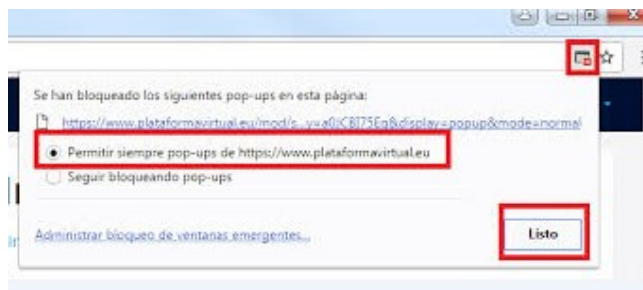 Se han bloqueado los siguientes pop-ups en esta página:
https://www.plataformavirtual.eu/mod/s...y=a0JCBI75Eq&display=popup&mode=normal
Permitir siempre pop-ups de https://www.plataformavirtual.eu
Seguir bloqueando pop-ups
Administrar bloqueo de ventanas emergentes...
Listo